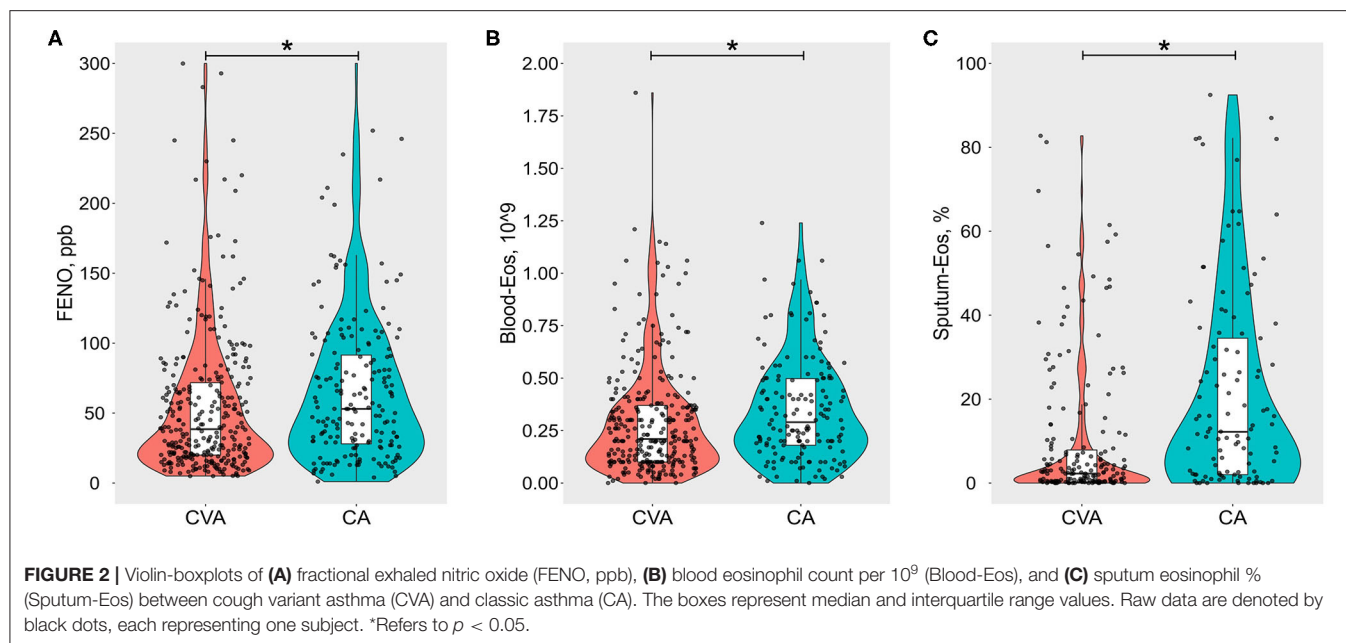 A
*
300
250
200
150
100
50
0
FENO, ppb
CVA
CA
B
*
2.00
1.75
1.50
1.25
1.00
0.75
0.50
0.25
0.00
Blood-Eos, 10^9
CVA
CA
C
*
100
80
60
40
20
0
Sputum-Eos, %
CVA
CA
FIGURE 2 | Violin-boxplots of (A) fractional exhaled nitric oxide (FENO, ppb), (B) blood eosinophil count per 10⁹ (Blood-Eos), and (C) sputum eosinophil %
(Sputum-Eos) between cough variant asthma (CVA) and classic asthma (CA). The boxes represent median and interquartile range values. Raw data are denoted by
black dots, each representing one subject. *Refers to p < 0.05.